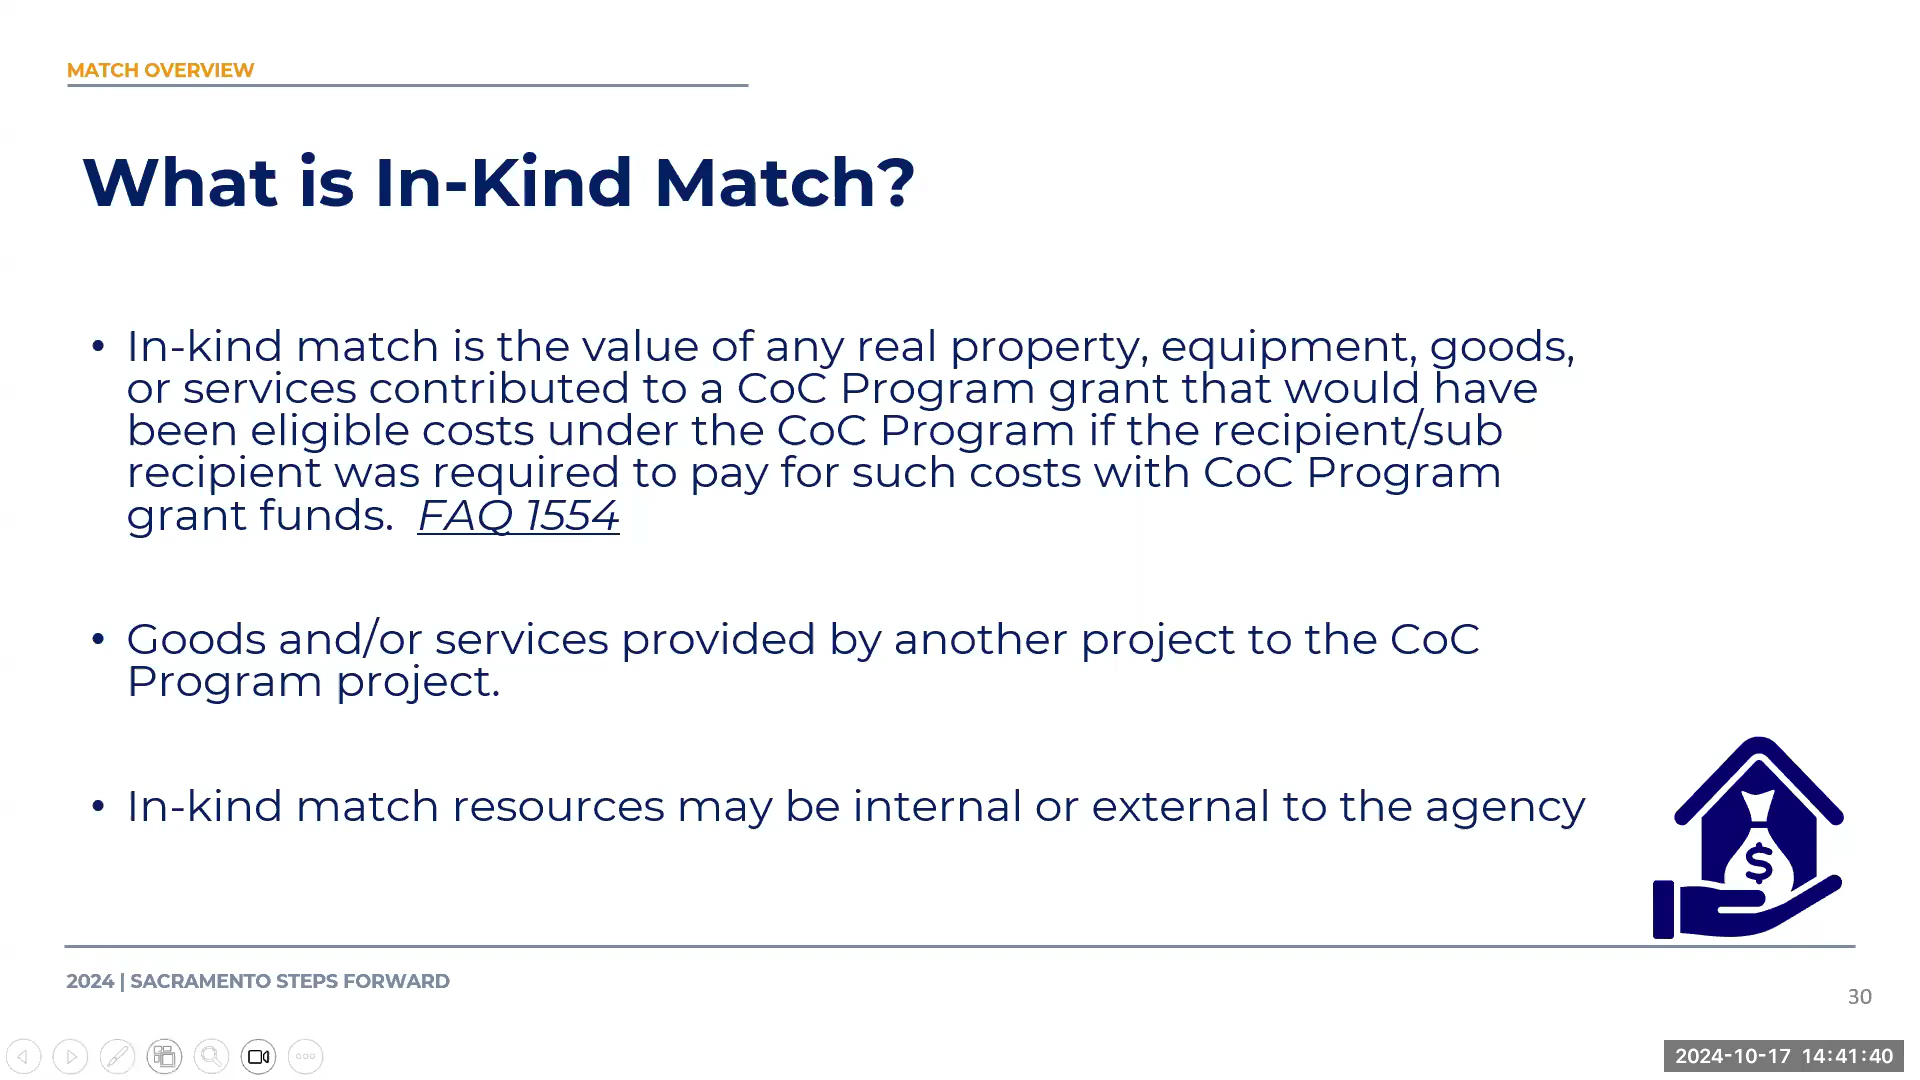 MATCH OVERVIEW
What is In-Kind Match?
• In-kind match is the value of any real property, equipment, goods,
or services contributed to a CoC Program grant that would have
been eligible costs under the CoC Program if the recipient/sub
recipient was required to pay for such costs with CoC Program
grant funds. FAQ 1554
• Goods and/or services provided by another project to the CoC
Program project.
• In-kind match resources may be internal or external to the agency
$
2024 | SACRAMENTO STEPS FORWARD
30
2024-10-17 14:41:40